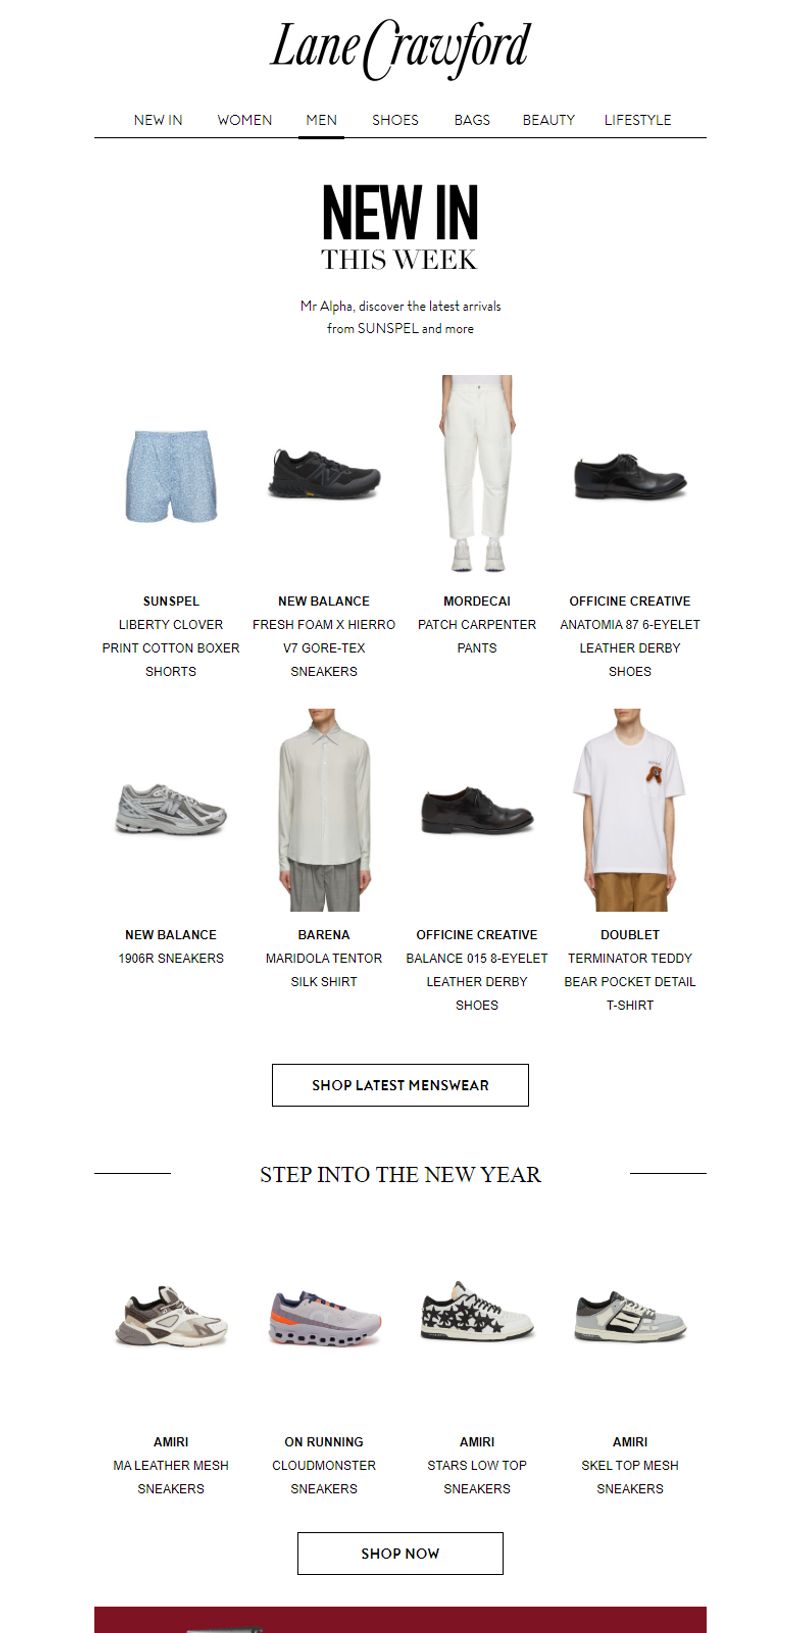 Lane Crawford
NEW IN WOMEN MEN SHOES BAGS BEAUTY LIFESTYLE
NEW IN
THIS WEEK
Mr Alpha, discover the latest arrivals
from SUNSPEL and more
SUNSPEL
LIBERTY CLOVER
PRINT COTTON BOXER
SHORTS
NEW BALANCE
FRESH FOAM X HIERRO
V7 GORE-TEX
SNEAKERS
MORDECAI
PATCH CARPENTER
PANTS
OFFICINE CREATIVE
ANATOMIA 87 6-EYELET
LEATHER DERBY
SHOES
NEW BALANCE
1906R SNEAKERS
BARENA
MARIDOLA TENTOR
SILK SHIRT
OFFICINE CREATIVE
BALANCE 015 8-EYELET
LEATHER DERBY
SHOES
DOUBLET
TERMINATOR TEDDY
BEAR POCKET DETAIL
T-SHIRT
SHOP LATEST MENSWEAR
STEP INTO THE NEW YEAR
AMIRI
MA LEATHER MESH
SNEAKERS
ON RUNNING
CLOUDMONSTER
SNEAKERS
AMIRI
STARS LOW TOP
SNEAKERS
AMIRI
SKEL TOP MESH
SNEAKERS
SHOP NOW